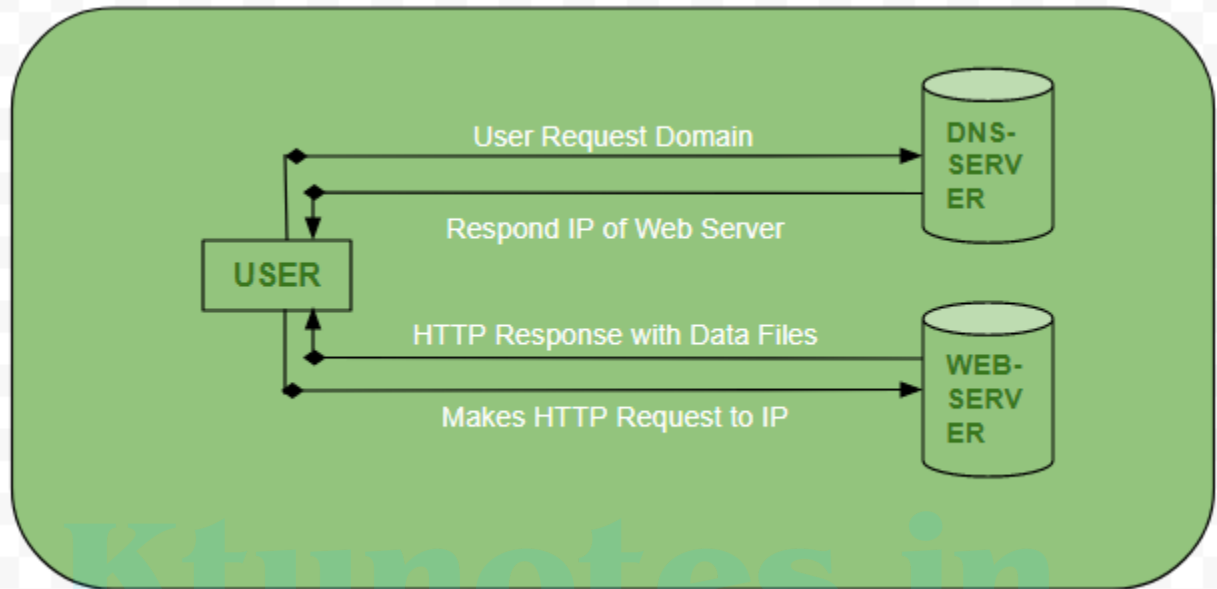 User Request Domain
DNS-
SERV
ER
Respond IP of Web Server
USER
HTTP Response with Data Files
WEB-
SERV
ER
Makes HTTP Request to IP
Ktunotes.in